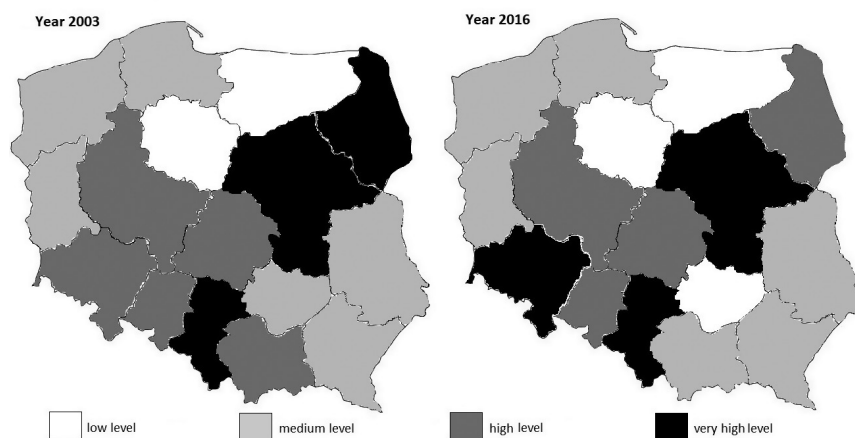 Year 2003
Year 2016
low level
medium level
high level
very high level